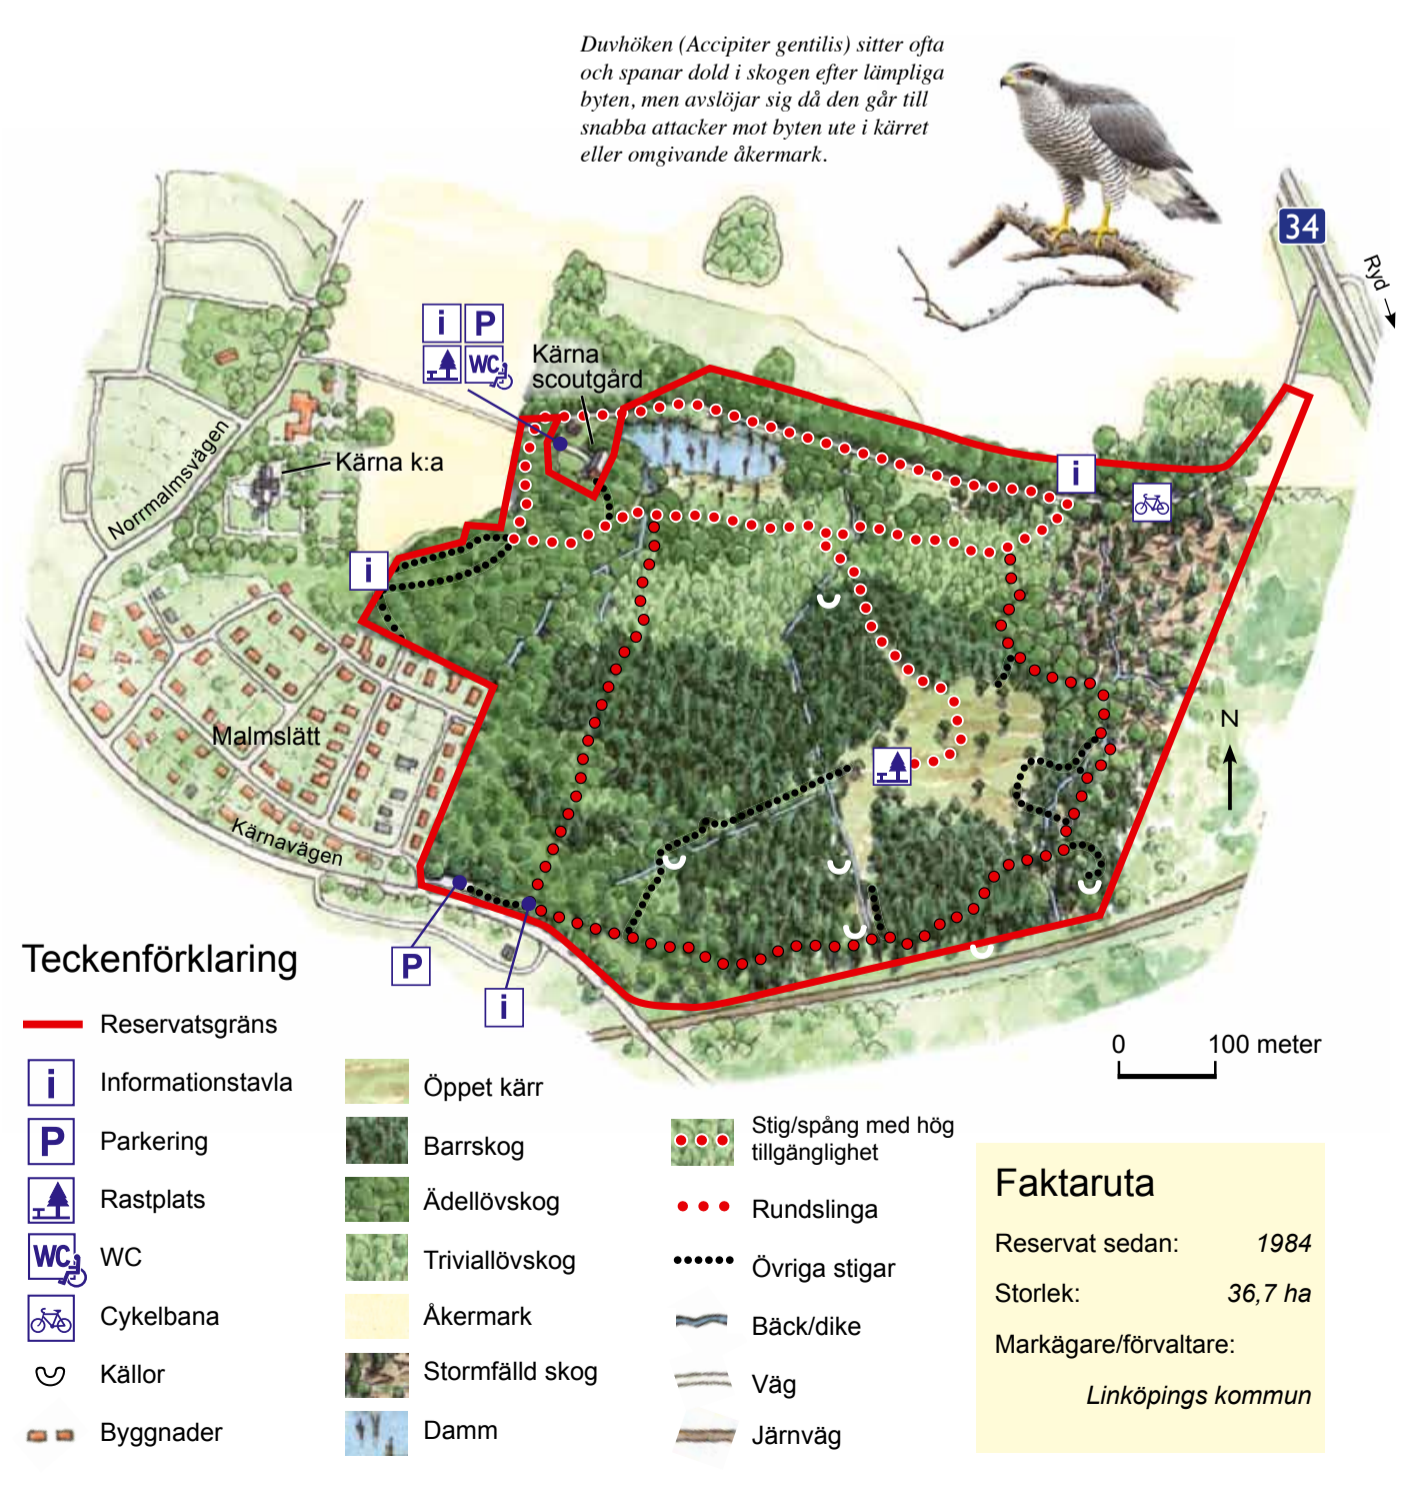 Duvhöken (Accipiter gentilis) sitter ofta
och spanar dold i skogen efter lämpliga
byten, men avslöjar sig då den går till
snabba attacker mot byten ute i kärret
eller omgivande åkermark.
34
Ryd
i P
WC
Kärna
scoutgård
Kärna k:a
Norrmalmsvägen
i
i
Malmslätt
Kärnavägen
N
P
i
0 100 meter
Teckenförklaring
Reservatsgräns
i Informationstavla
P Parkering
Rastplats
WC WC
Cykelbana
Källor
Byggnader
Öppet kärr
Barrskog
Ädellövskog
Triviallövskog
Åkermark
Stormfälld skog
Damm
Stig/spång med hög
tillgänglighet
Rundslinga
Övriga stigar
Bäck/dike
Väg
Järnväg
Faktaruta
Reservat sedan: 1984
Storlek: 36,7 ha
Markägare/förvaltare:
Linköpings kommun